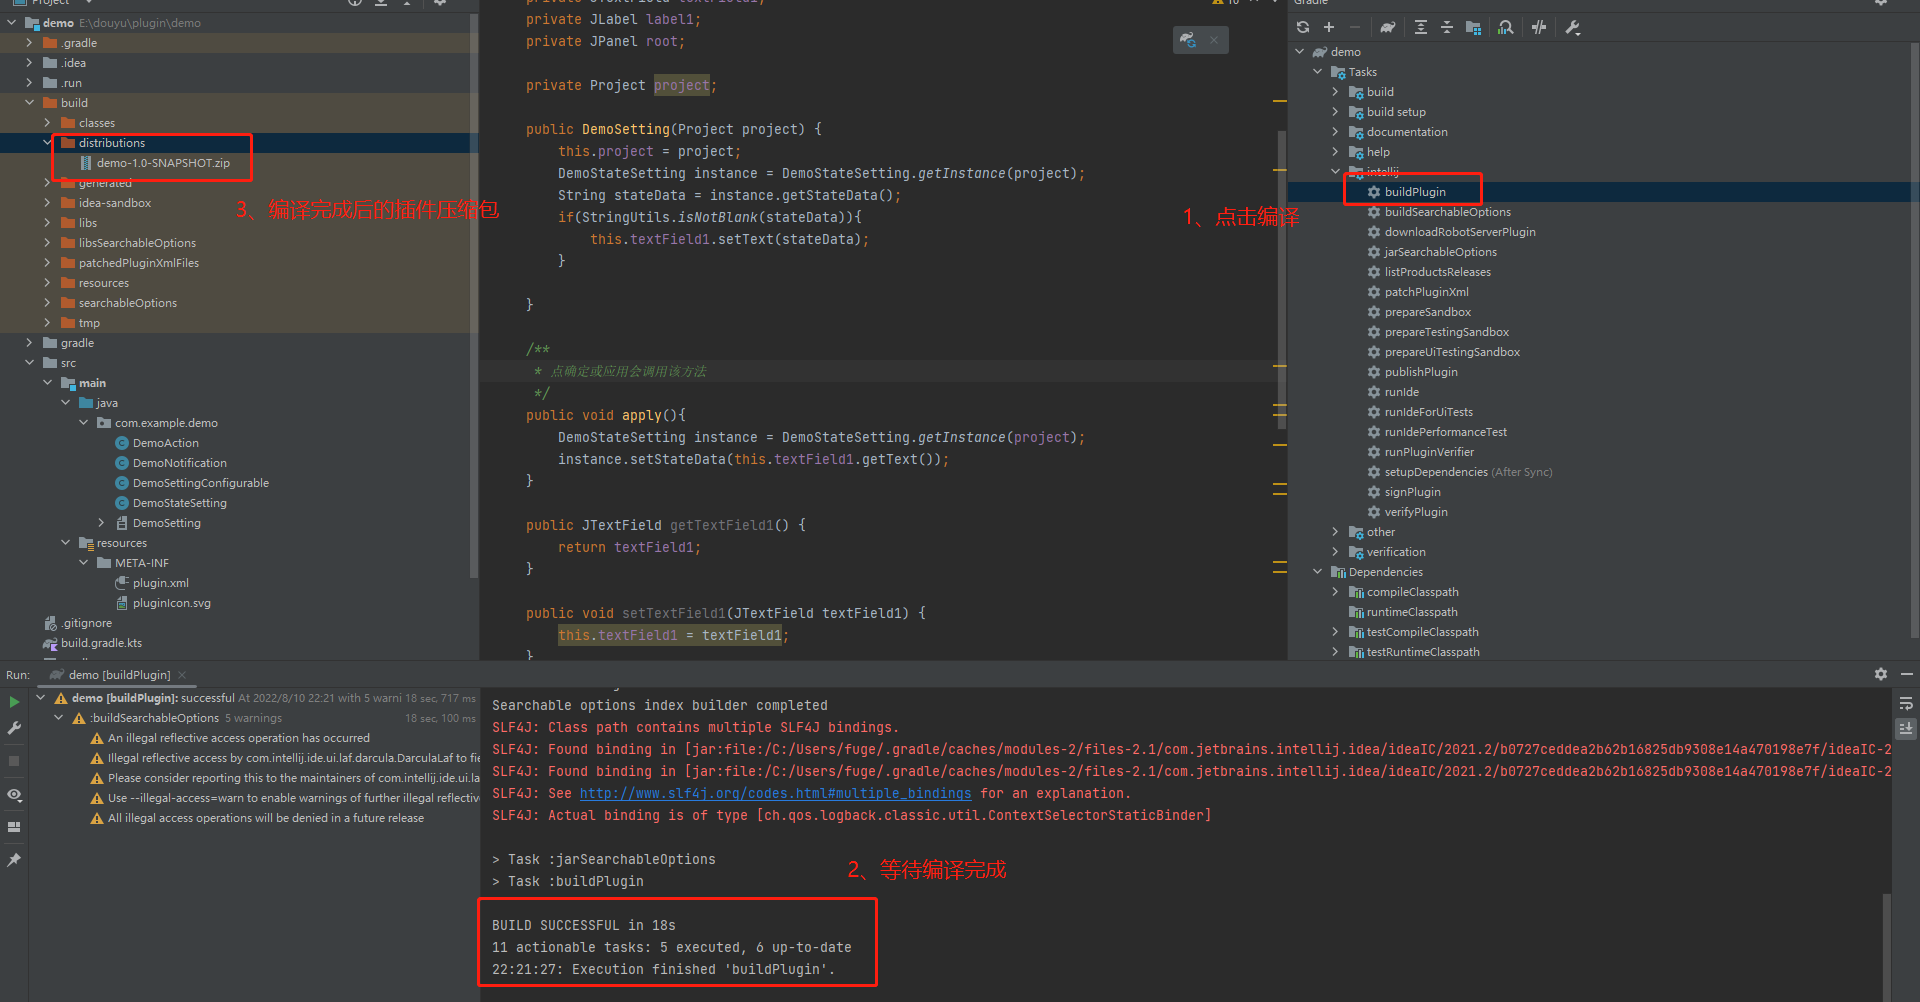 Project
demo E:\douyu\plugin\demo
.gradle
.idea
.run
build
classes
distributions
demo-1.0-SNAPSHOT.zip
generated
idea-sandbox
libs
libsSearchableOptions
patchedPluginXmlFiles
resources
searchableOptions
tmp
gradle
src
main
java
com.example.demo
DemoAction
DemoNotification
DemoSettingConfigurable
DemoStateSetting
DemoSetting
resources
META-INF
plugin.xml
pluginIcon.svg
.gitignore
build.gradle.kts
3、编译完成后的插件压缩包
private JTextField textField1;
private JLabel label1;
private JPanel root;
private Project project;
public DemoSetting(Project project) {
this.project = project;
DemoStateSetting instance = DemoStateSetting.getInstance(project);
String stateData = instance.getStateData();
if(StringUtils.isNotBlank(stateData)){
this.textField1.setText(stateData);
}
}
/**
* 点确定或应用会调用该方法
*/
public void apply(){
DemoStateSetting instance = DemoStateSetting.getInstance(project);
instance.setStateData(this.textField1.getText());
}
public JTextField getTextField1() {
return textField1;
}
public void setTextField1(JTextField textField1) {
this.textField1 = textField1;
}
1、点击编译
Gradle
demo
Tasks
build
build setup
documentation
help
intellij
buildPlugin
buildSearchableOptions
downloadRobotServerPlugin
jarSearchableOptions
listProductsReleases
patchPluginXml
prepareSandbox
prepareTestingSandbox
prepareUiTestingSandbox
publishPlugin
runIde
runIdeForUiTests
runIdePerformanceTest
runPluginVerifier
setupDependencies (After Sync)
signPlugin
verifyPlugin
other
verification
Dependencies
compileClasspath
runtimeClasspath
testCompileClasspath
testRuntimeClasspath
Run: demo [buildPlugin]
demo [buildPlugin]: successful At 2022/8/10 22:21 with 5 warni 18 sec, 717 ms
:buildSearchableOptions 5 warnings 18 sec, 100 ms
An illegal reflective access operation has occurred
Illegal reflective access by com.intellij.ide.ui.laf.darcula.DarculaLaf to fie
Please consider reporting this to the maintainers of com.intellij.ide.ui.la
Use --illegal-access=warn to enable warnings of further illegal reflective
All illegal access operations will be denied in a future release
Searchable options index builder completed
SLF4J: Class path contains multiple SLF4J bindings.
SLF4J: Found binding in [jar:file:/C:/Users/fuge/.gradle/caches/modules-2/files-2.1/com.jetbrains.intellij.idea/ideaIC/2021.2/b0727ceddea2b62b16825db9308e14a470198e7f/ideaIC-2
SLF4J: Found binding in [jar:file:/C:/Users/fuge/.gradle/caches/modules-2/files-2.1/com.jetbrains.intellij.idea/ideaIC/2021.2/b0727ceddea2b62b16825db9308e14a470198e7f/ideaIC-2
SLF4J: See http://www.slf4j.org/codes.html#multiple_bindings for an explanation.
SLF4J: Actual binding is of type [ch.qos.logback.classic.util.ContextSelectorStaticBinder]
> Task :jarSearchableOptions
> Task :buildPlugin
2、等待编译完成
BUILD SUCCESSFUL in 18s
11 actionable tasks: 5 executed, 6 up-to-date
22:21:27: Execution finished 'buildPlugin'.